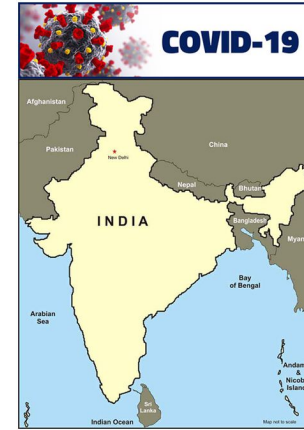 COVID-19
Afghanistan
China
Pakistan
New Delhi
Nepal
Bhutan
INDIA
Bangladesh
Myan
Bay
of Bengal
Arabian
Sea
Andam
&
Nicob
Island
Sri
Lanka
Indian Ocean
Map not to scale